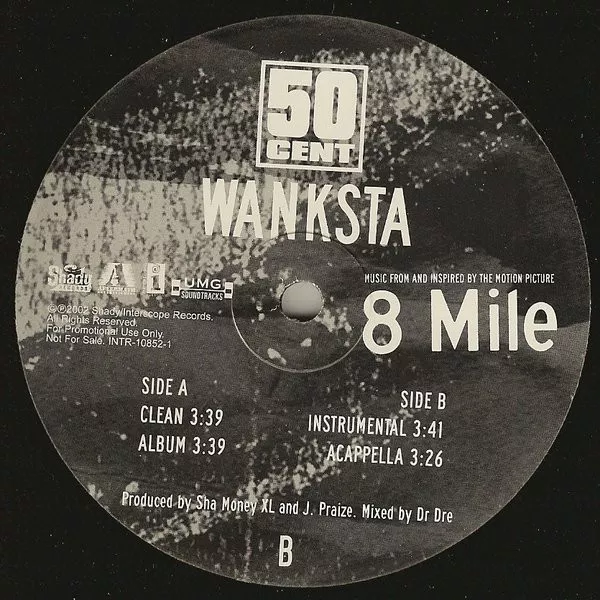 50
CENT
WANKSTA
Shady
RECORDS
A
i
UMG
SOUNDTRACKS
MUSIC FROM AND INSPIRED BY THE MOTION PICTURE
8 Mile
©℗2002 Shady/Interscope Records.
All Rights Reserved.
For Promotional Use Only.
Not For Sale. INTR-10852-1
SIDE A
CLEAN 3:39
ALBUM 3:39
SIDE B
INSTRUMENTAL 3:41
ACAPPELLA 3:26
Produced by Sha Money XL and J. Praize. Mixed by Dr Dre
B